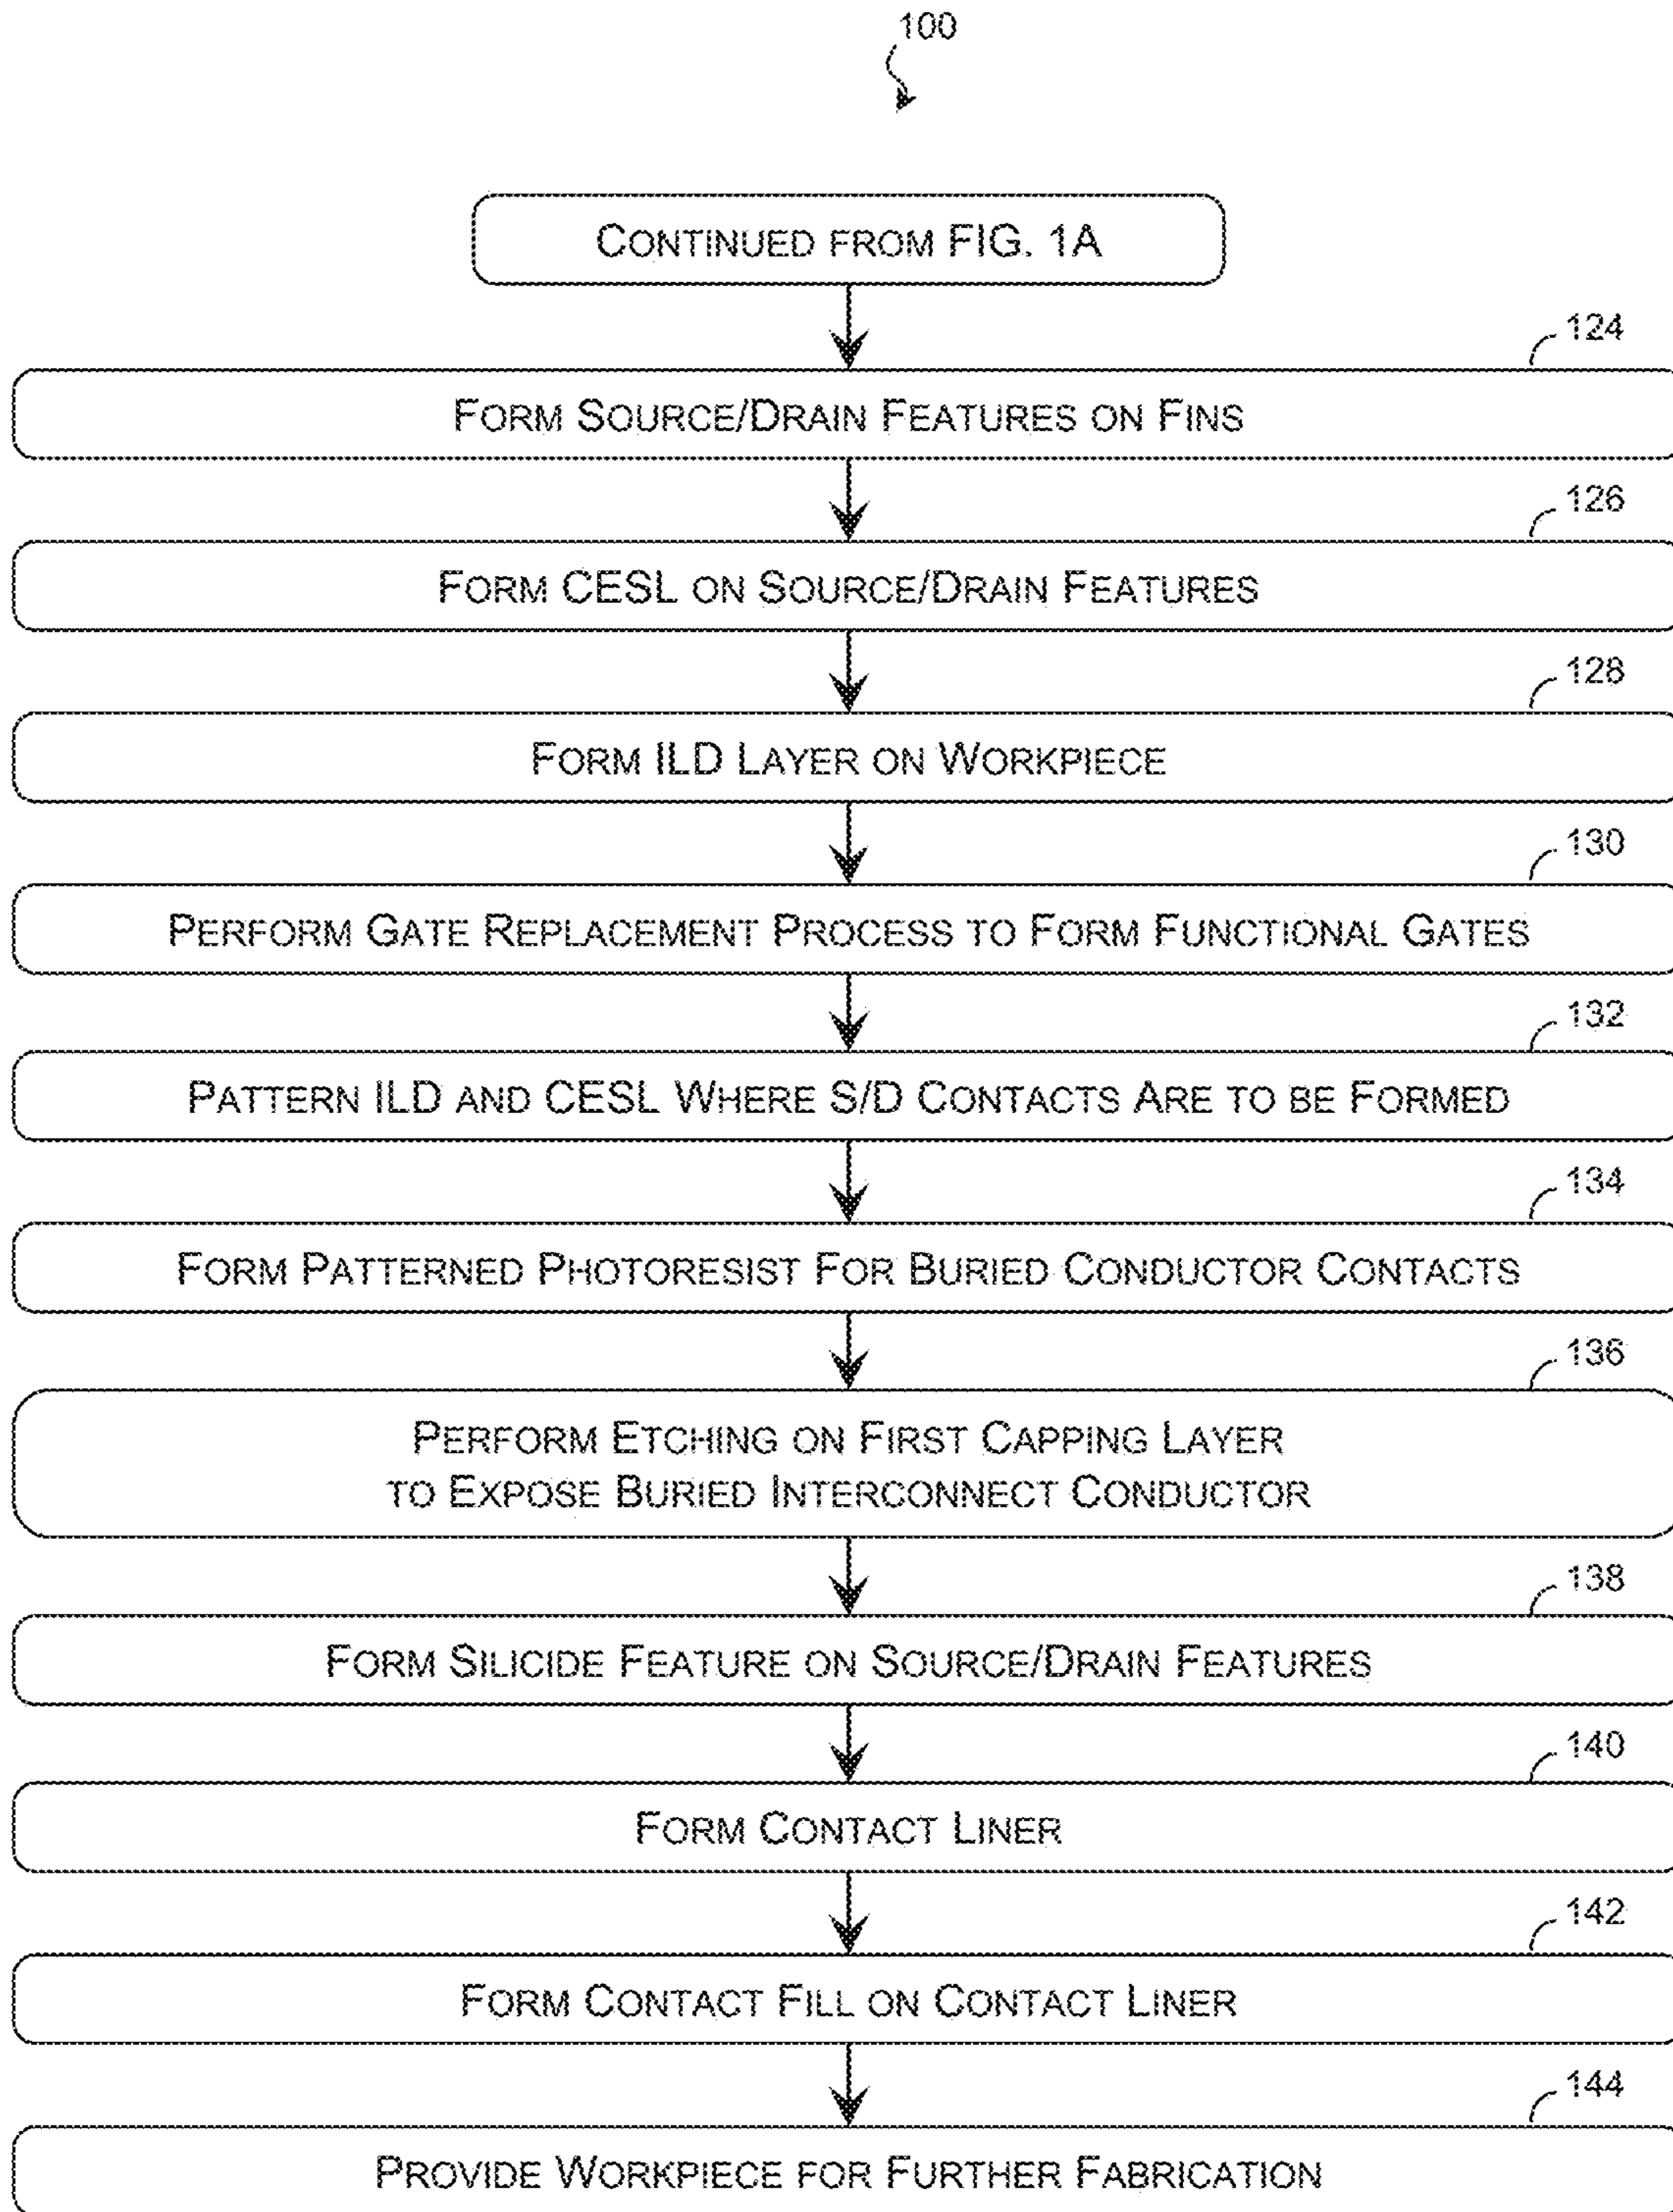 100
CONTINUED FROM FIG. 1A
124
FORM SOURCE/DRAIN FEATURES ON FINS
126
FORM CESL ON SOURCE/DRAIN FEATURES
128
FORM ILD LAYER ON WORKPIECE
130
PERFORM GATE REPLACEMENT PROCESS TO FORM FUNCTIONAL GATES
132
PATTERN ILD AND CESL WHERE S/D CONTACTS ARE TO BE FORMED
134
FORM PATTERNED PHOTORESIST FOR BURIED CONDUCTOR CONTACTS
136
PERFORM ETCHING ON FIRST CAPPING LAYER
TO EXPOSE BURIED INTERCONNECT CONDUCTOR
138
FORM SILICIDE FEATURE ON SOURCE/DRAIN FEATURES
140
FORM CONTACT LINER
142
FORM CONTACT FILL ON CONTACT LINER
144
PROVIDE WORKPIECE FOR FURTHER FABRICATION